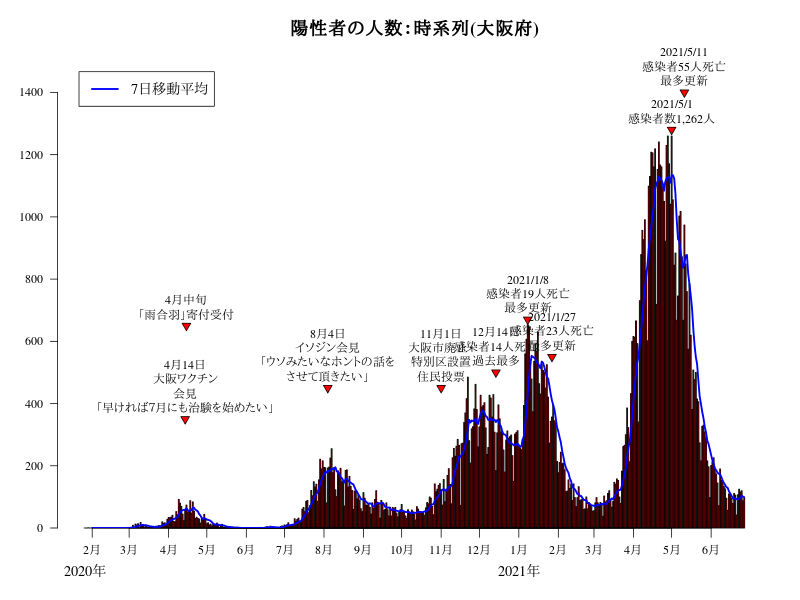 陽性者の人数：時系列(大阪府)
7日移動平均
2021/5/11
感染者55人死亡
最多更新
2021/5/1
感染者数1,262人
2021/1/8
感染者19人死亡
最多更新
2021/1/27
感染者23人死亡
最多更新
12月14日
感染者14人死亡
過去最多
11月1日
大阪市廃止
特別区設置
住民投票
8月4日
イソジン会見
「ウソみたいなホントの話を
させて頂きたい」
4月中旬
「雨合羽」寄付受付
4月14日
大阪ワクチン
会見
「早ければ7月にも治験を始めたい」
1400
1200
1000
800
600
400
200
0
2月 3月 4月 5月 6月 7月 8月 9月 10月 11月 12月 1月 2月 3月 4月 5月 6月
2020年 2021年